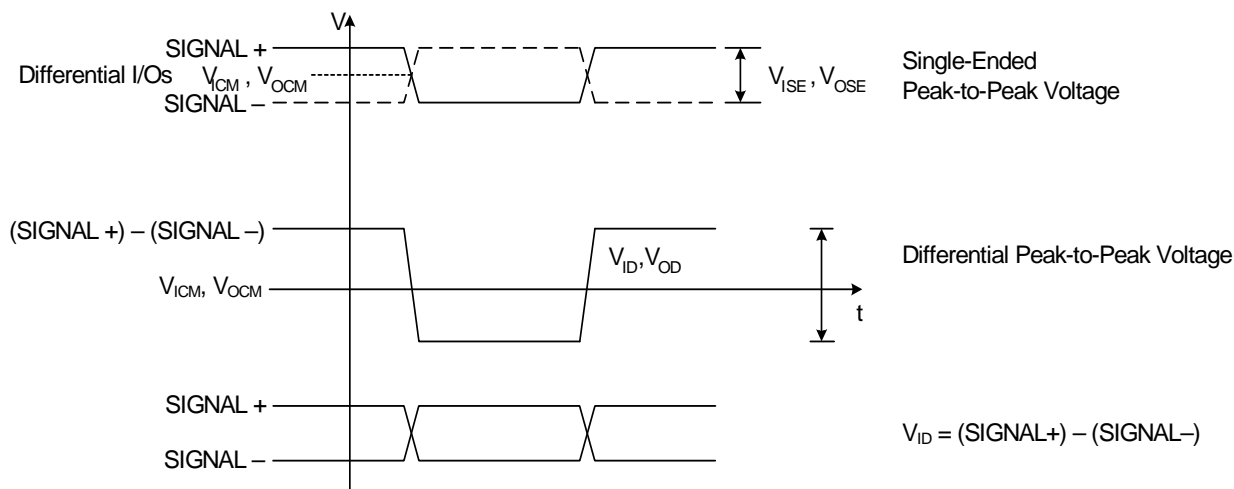 V
SIGNAL +
Differential I/Os VICM , VOCM
SIGNAL –
VISE , VOSE
Single-Ended
Peak-to-Peak Voltage
(SIGNAL +) – (SIGNAL –)
VID, VOD
Differential Peak-to-Peak Voltage
VICM, VOCM
t
SIGNAL +
SIGNAL –
VID = (SIGNAL+) – (SIGNAL–)